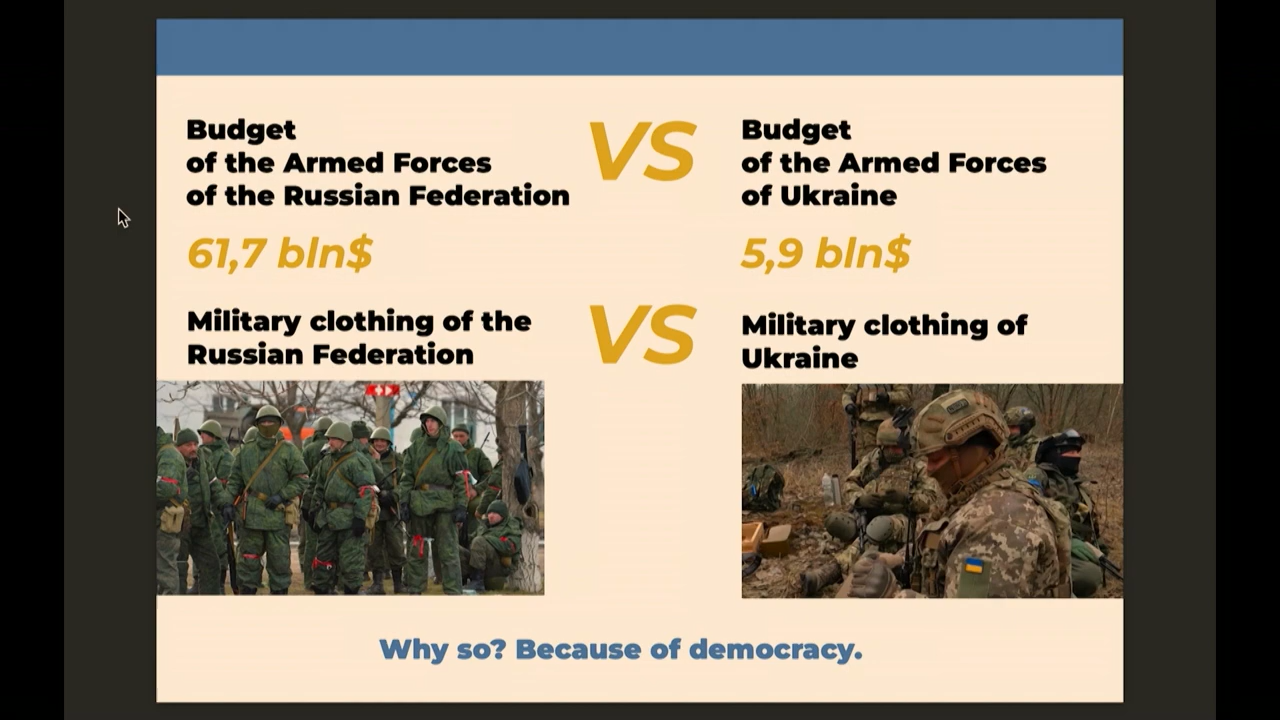 Budget
of the Armed Forces
of the Russian Federation
61,7 bln$
VS
Budget
of the Armed Forces
of Ukraine
5,9 bln$
Military clothing of the
Russian Federation
VS
Military clothing of
Ukraine
Why so? Because of democracy.